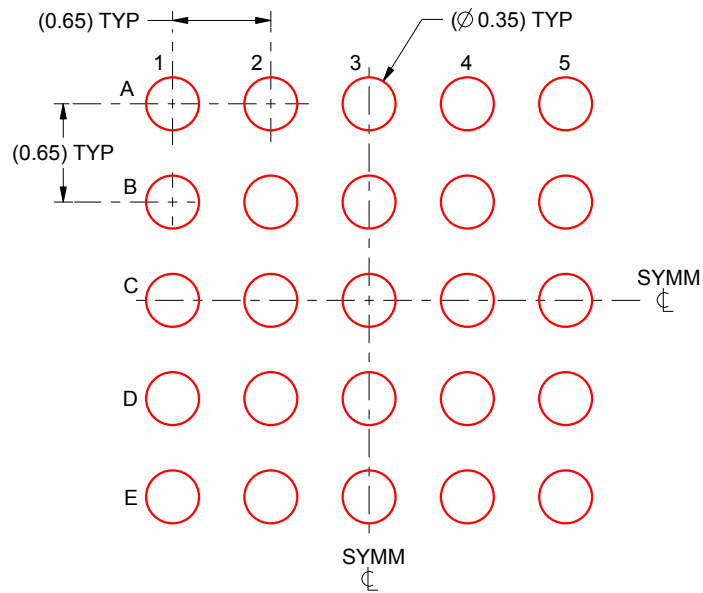 (0.65) TYP
(∅ 0.35) TYP
1 2 3 4 5
A
(0.65) TYP
B
C
SYMM
℄
D
E
SYMM
℄